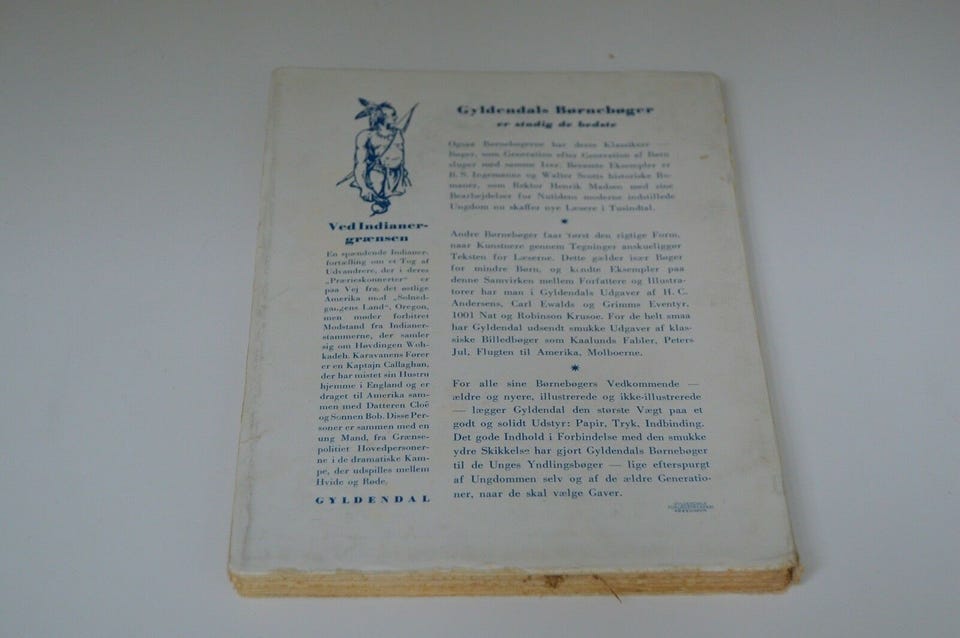 Ved Indianer-
grænsen
En spændende Indianer-
fortælling om et Tog af
Udvandrere, der i deres
„Prærieskonnerter“ er
paa Vej fra det østlige
Amerika mod „Solned-
gangens Land“, Oregon,
men møder forbitret
Modstand fra Indianer-
stammerne, der samler
sig om Høvdingen Woh-
kadeh. Karavanens Fører
er en Kaptajn Callaghan,
der har mistet sin Hustru
hjemme i England og er
draget til Amerika sam-
men med Datteren Cloë
og Sønnen Bob. Disse Per-
soner er sammen med en
ung Mand, fra Grænse-
politiet Hovedpersoner-
ne i de dramatiske Kam-
pe, der udspilles mellem
Hvide og Røde.
GYLDENDAL
Gyldendals Børnebøger
er stadig de bedste
Ogsaa Børnebøgerne har deres Klassikere —
Bøger, som Generation efter Generation af Børn
sluger med samme Iver. Berømte Eksempler er
B. S. Ingemanns og Walter Scotts historiske Ro-
maner, som Rektor Henrik Madsen med sine
Bearbejdelser for Nutidens moderne indstillede
Ungdom nu skaffer nye Læsere i Tusindtal.
*
Andre Børnebøger faar først den rigtige Form,
naar Kunstnere gennem Tegninger anskueliggør
Teksten for Læserne. Dette gælder især Bøger
for mindre Børn, og kendte Eksempler paa
denne Samvirken mellem Forfattere og Illustra-
torer har man i Gyldendals Udgaver af H. C.
Andersens, Carl Ewalds og Grimms Eventyr,
1001 Nat og Robinson Krusoe. For de helt smaa
har Gyldendal udsendt smukke Udgaver af klas-
siske Billedbøger som Kaalunds Fabler, Peters
Jul, Flugten til Amerika, Molboerne.
*
For alle sine Børnebøgers Vedkommende —
ældre og nyere, illustrerede og ikke-illustrerede
— lægger Gyldendal den største Vægt paa et
godt og solidt Udstyr: Papir, Tryk, Indbinding.
Det gode Indhold i Forbindelse med den smukke
ydre Skikkelse har gjort Gyldendals Børnebøger
til de Unges Yndlingsbøger — lige efterspurgt
af Ungdommen selv og af de ældre Generatio-
ner, naar de skal vælge Gaver.